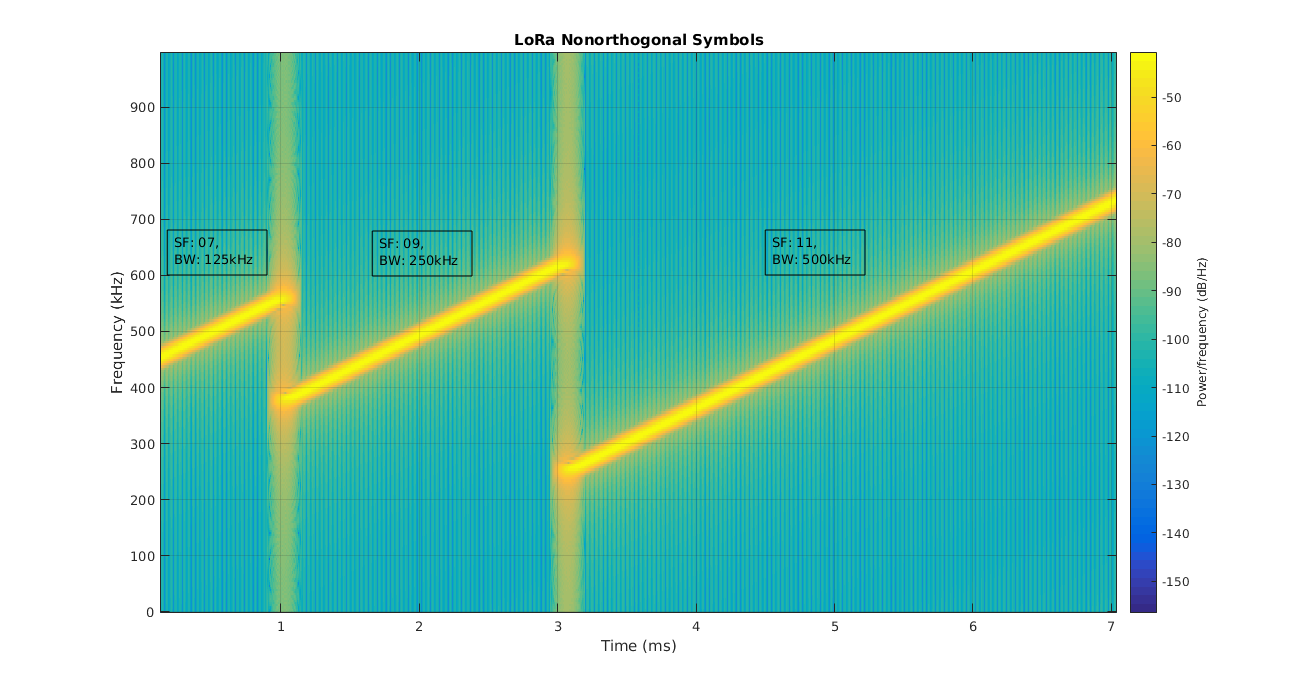 LoRa Nonorthogonal Symbols
900
800
700
600
500
400
300
200
100
0
Frequency (kHz)
SF: 07,
BW: 125kHz
SF: 09,
BW: 250kHz
SF: 11,
BW: 500kHz
1 2 3 4 5 6 7
Time (ms)
-50
-60
-70
-80
-90
-100
-110
-120
-130
-140
-150
Power/frequency (dB/Hz)